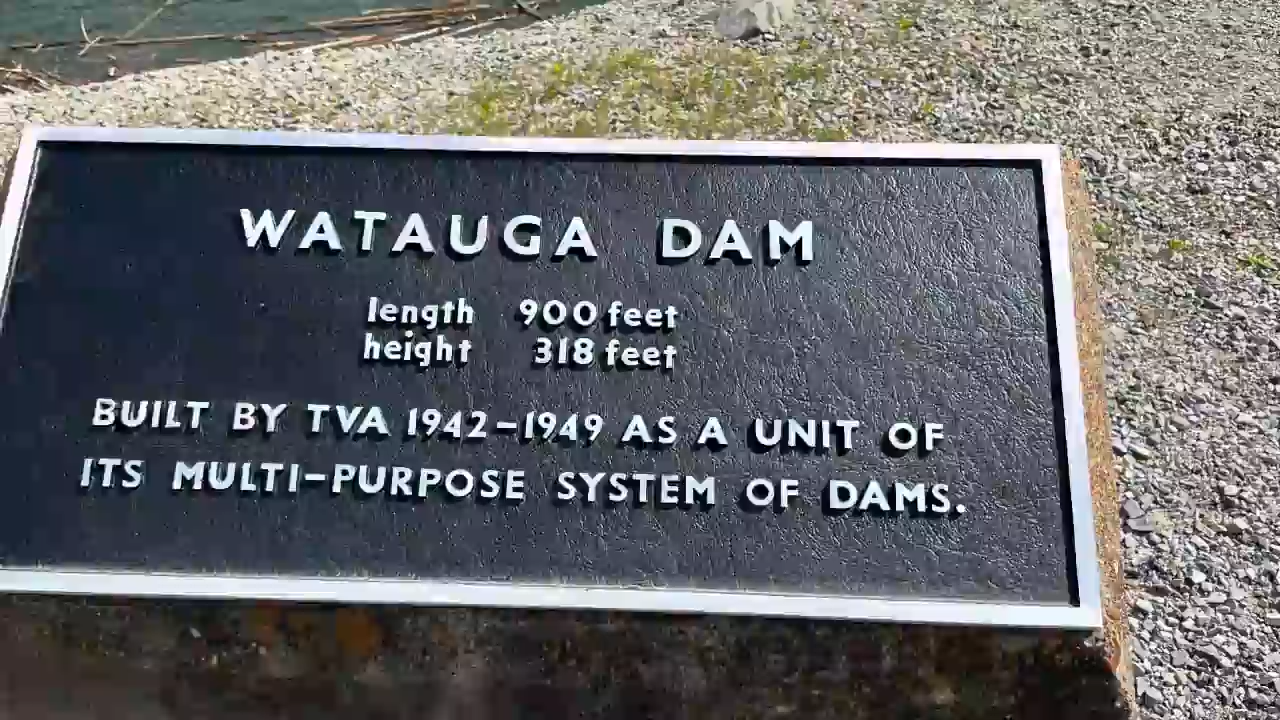 WATAUGA DAM
length 900 feet
height 318 feet
BUILT BY TVA 1942-1949 AS A UNIT OF
ITS MULTI-PURPOSE SYSTEM OF DAMS.